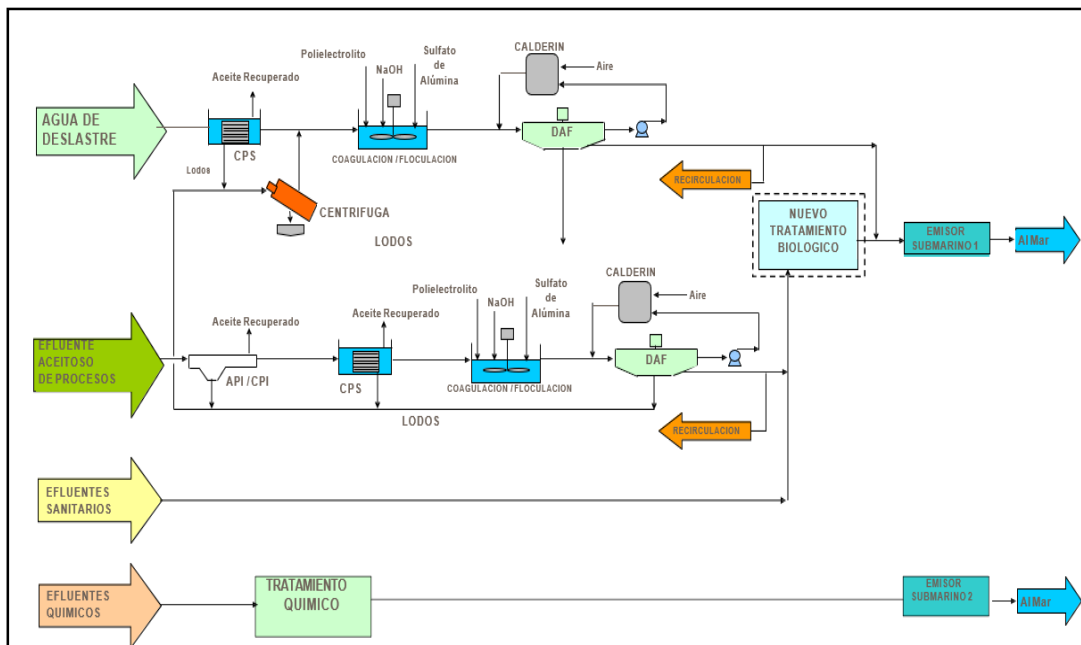 Polielectrolito
NaOH
Sulfato
de
Alúmina
CALDERIN
Aire
Aceite Recuperado
AGUA DE
DESLASTRE
CPS
COAGULACION / FLOCULACION
DAF
Lodos
CENTRIFUGA
LODOS
RECIRCULACION
NUEVO
TRATAMIENTO
BIOLOGICO
EMISOR
SUBMARINO 1
Al Mar
Polielectrolito
NaOH
Sulfato
de
Alúmina
CALDERIN
Aire
Aceite Recuperado
Aceite Recuperado
EFLUENTE
ACEITOSO
DE PROCESOS
API / CPI
CPS
COAGULACION / FLOCULACION
DAF
LODOS
RECIRCULACION
EFLUENTES
SANITARIOS
EFLUENTES
QUIMICOS
TRATAMIENTO
QUIMICO
EMISOR
SUBMARINO 2
Al Mar